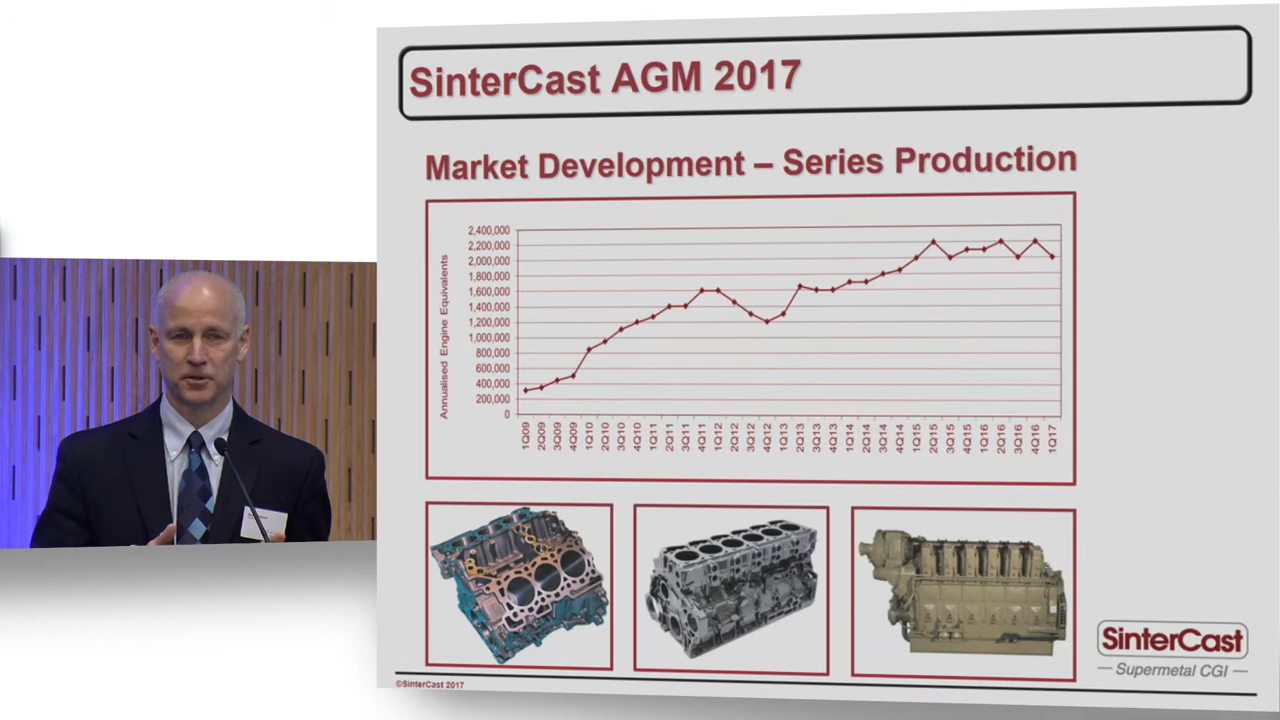 SinterCast AGM 2017
Market Development – Series Production
Annualised Engine Equivalents
2,400,000
2,200,000
2,000,000
1,800,000
1,600,000
1,400,000
1,200,000
1,000,000
800,000
600,000
400,000
200,000
0
1Q09
2Q09
3Q09
4Q09
1Q10
2Q10
3Q10
4Q10
1Q11
2Q11
3Q11
4Q11
1Q12
2Q12
3Q12
4Q12
1Q13
2Q13
3Q13
4Q13
1Q14
2Q14
3Q14
4Q14
1Q15
2Q15
3Q15
4Q15
1Q16
2Q16
3Q16
4Q16
1Q17
SinterCast
— Supermetal CGI —
©SinterCast 2017